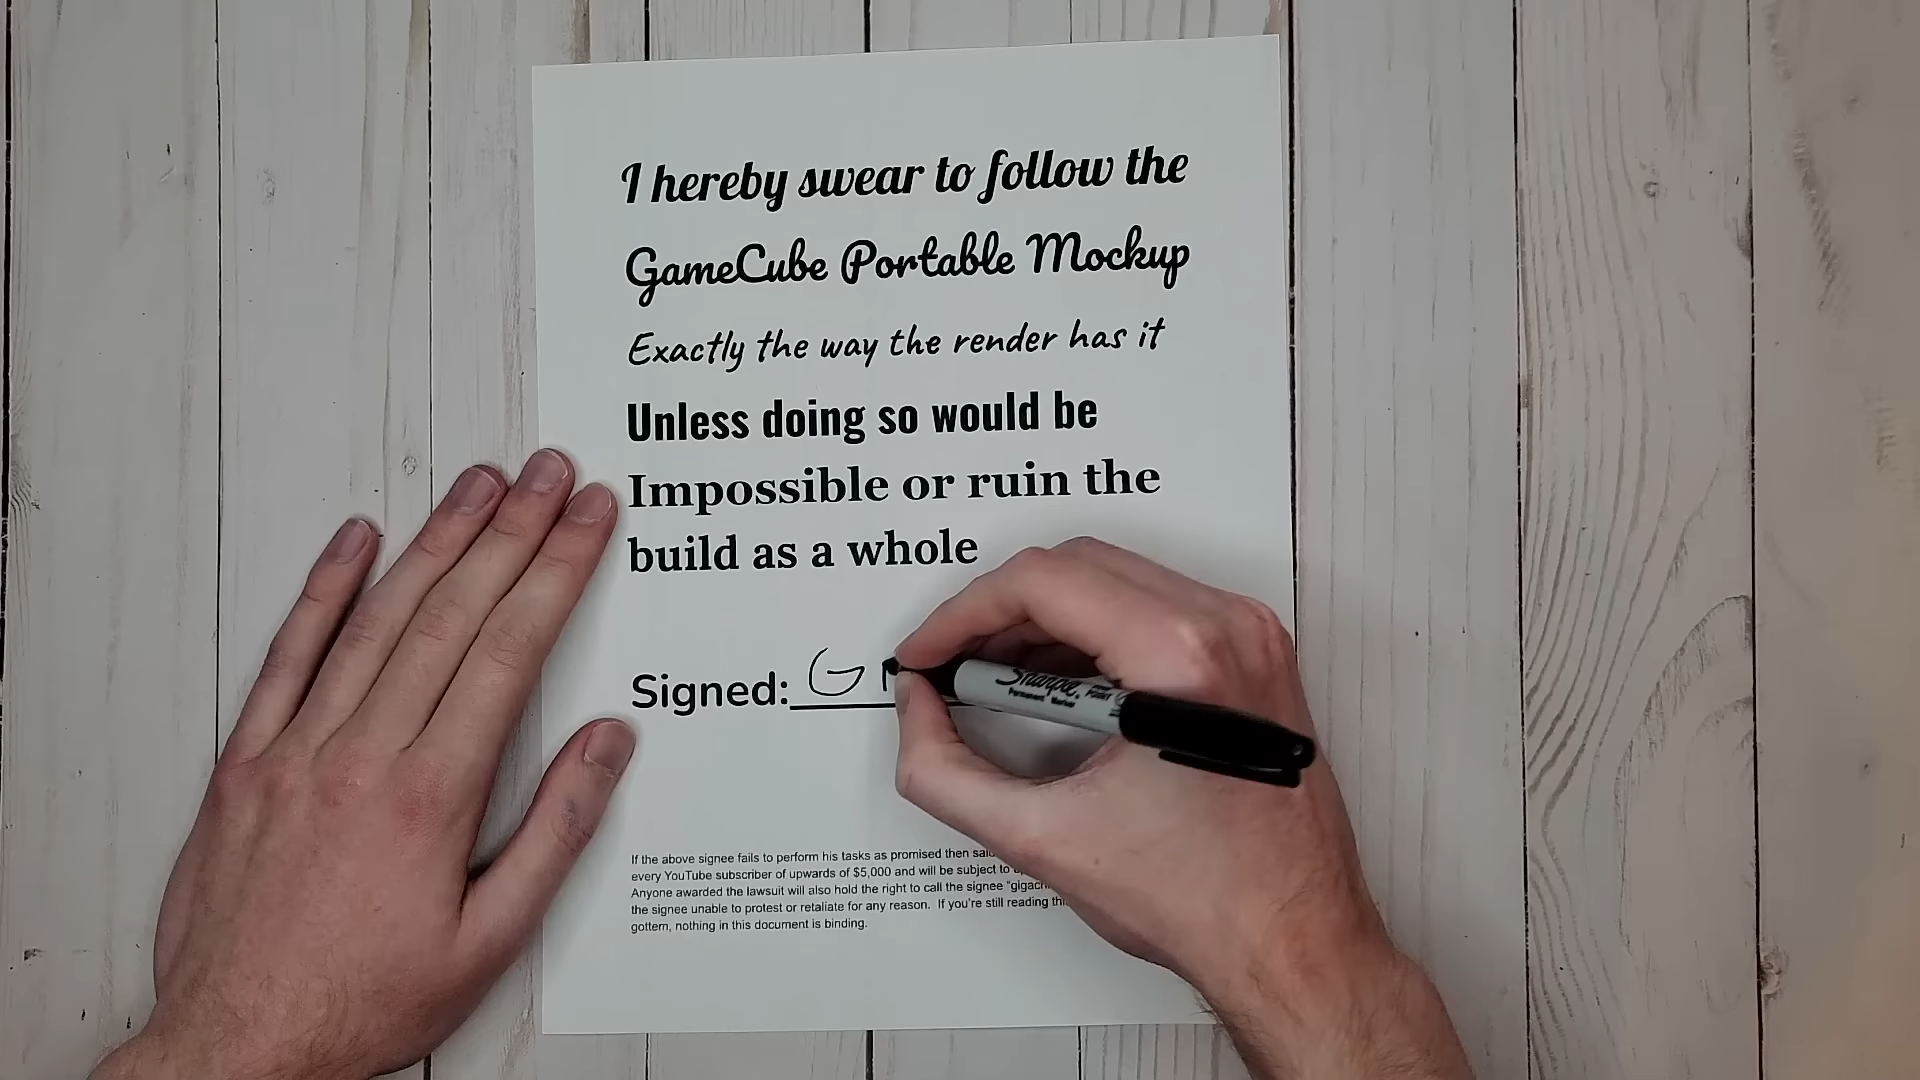 I hereby swear to follow the
GameCube Portable Mockup
Exactly the way the render has it
Unless doing so would be
Impossible or ruin the
build as a whole
Signed: G
Sharpie
Permanent Marker
If the above signee fails to perform his tasks as promised then
every YouTube subscriber of upwards of $5,000 and will be subject to
Anyone awarded the lawsuit will also hold the right to call the signee
the signee unable to protest or retaliate for any reason. If you're still reading
gottem, nothing in this document is binding.